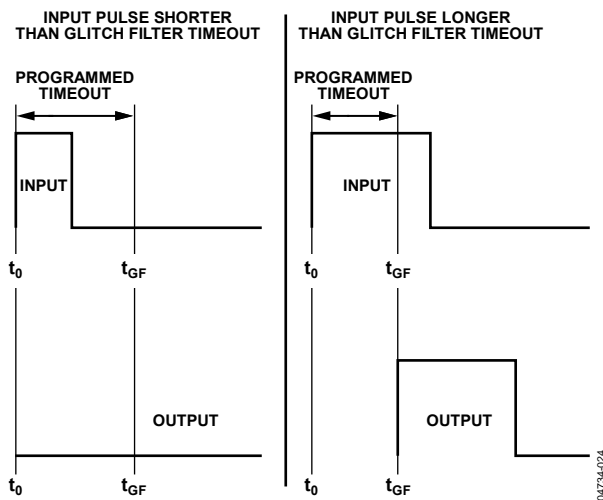 INPUT PULSE SHORTER
THAN GLITCH FILTER TIMEOUT
INPUT PULSE LONGER
THAN GLITCH FILTER TIMEOUT
PROGRAMMED
TIMEOUT
PROGRAMMED
TIMEOUT
INPUT
INPUT
t0
tGF
t0
tGF
OUTPUT
OUTPUT
t0
tGF
t0
tGF
04734-024